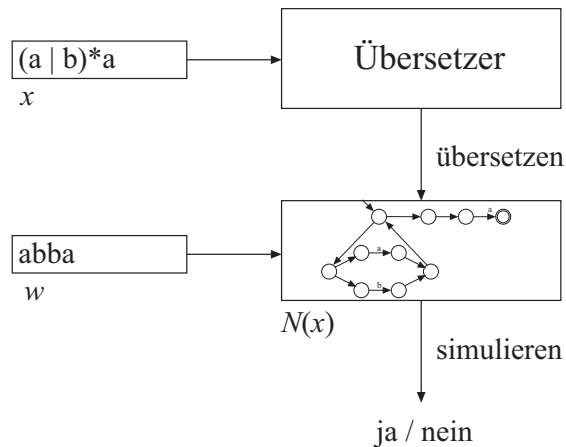 (a | b)*a
Übersetzer
x
übersetzen
a
abba
a
w
b
N(x)
simulieren
ja / nein